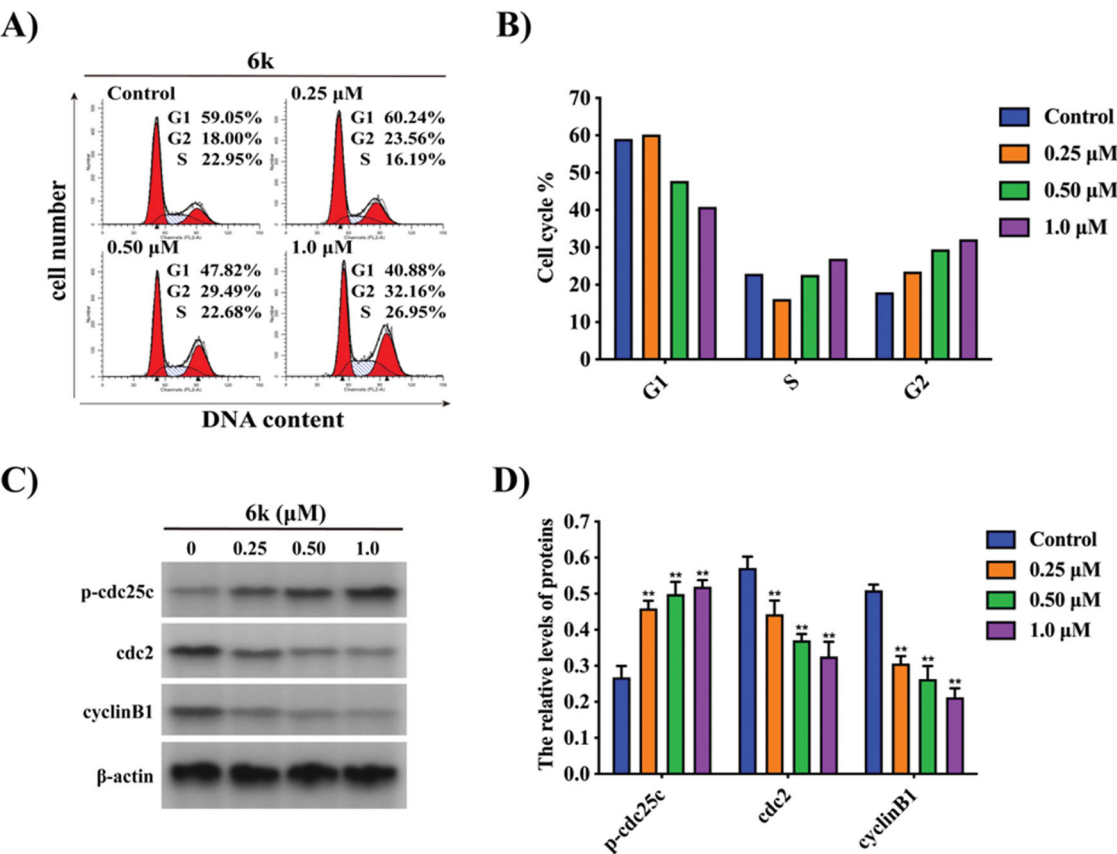 A)
6k
Control
G1 59.05%
G2 18.00%
S 22.95%
0.25 µM
G1 60.24%
G2 23.56%
S 16.19%
0.50 µM
G1 47.82%
G2 29.49%
S 22.68%
1.0 µM
G1 40.88%
G2 32.16%
S 26.95%
cell number
DNA content
B)
Cell cycle %
70
60
50
40
30
20
10
0
G1
S
G2
Control
0.25 µM
0.50 µM
1.0 µM
C)
6k (µM)
0 0.25 0.50 1.0
p-cdc25c
cdc2
cyclinB1
β-actin
D)
The relative levels of proteins
0.7
0.6
0.5
0.4
0.3
0.2
0.1
0.0
** ** **
** ** **
** ** **
p-cdc25c
cdc2
cyclinB1
Control
0.25 µM
0.50 µM
1.0 µM